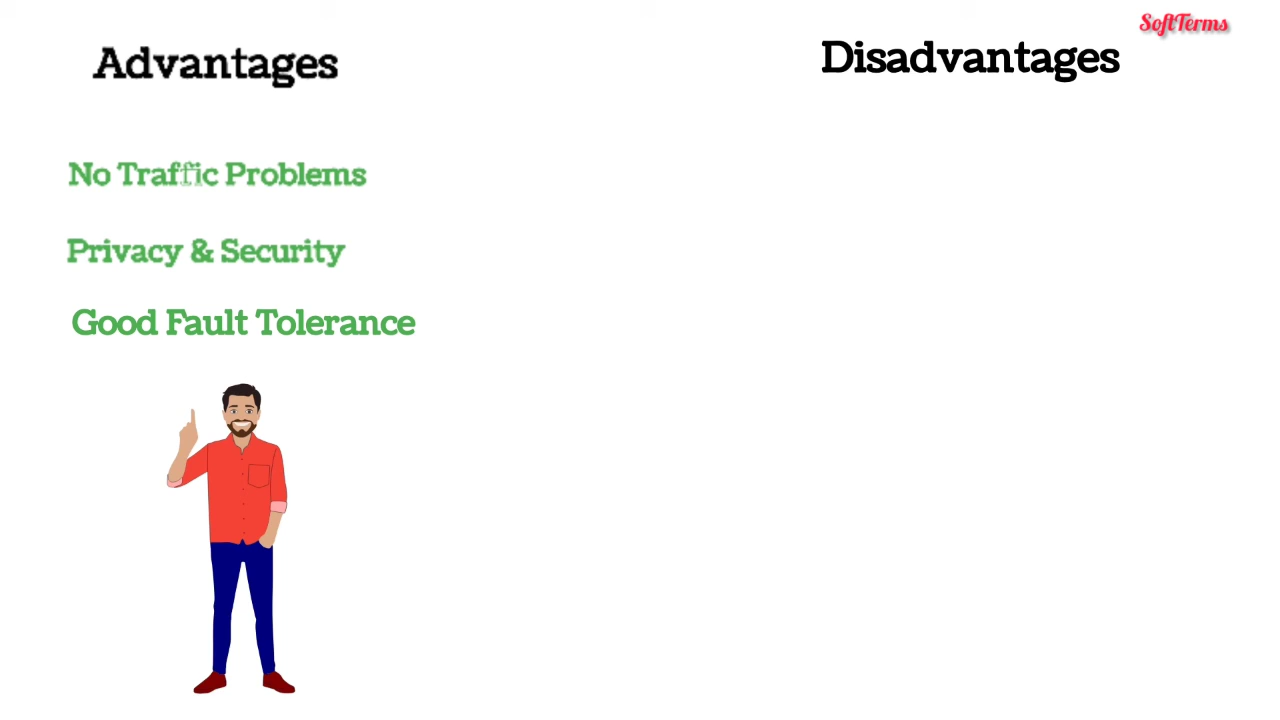 SoftTerms
Advantages
Disadvantages
No Traffic Problems
Privacy & Security
Good Fault Tolerance